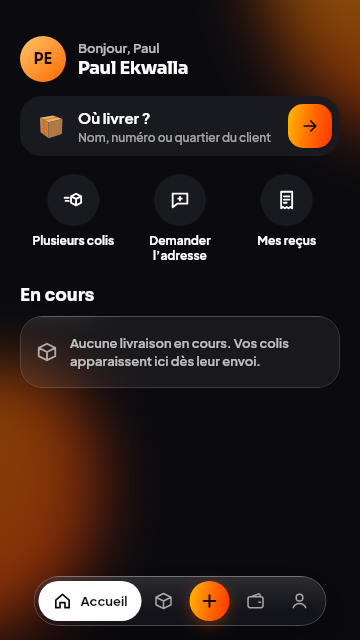 PE
Bonjour, Paul
Paul Ekwalla
Où livrer ?
Nom, numéro ou quartier du client
Plusieurs colis
Demander
l'adresse
Mes reçus
En cours
Aucune livraison en cours. Vos colis
apparaissent ici dès leur envoi.
Accueil